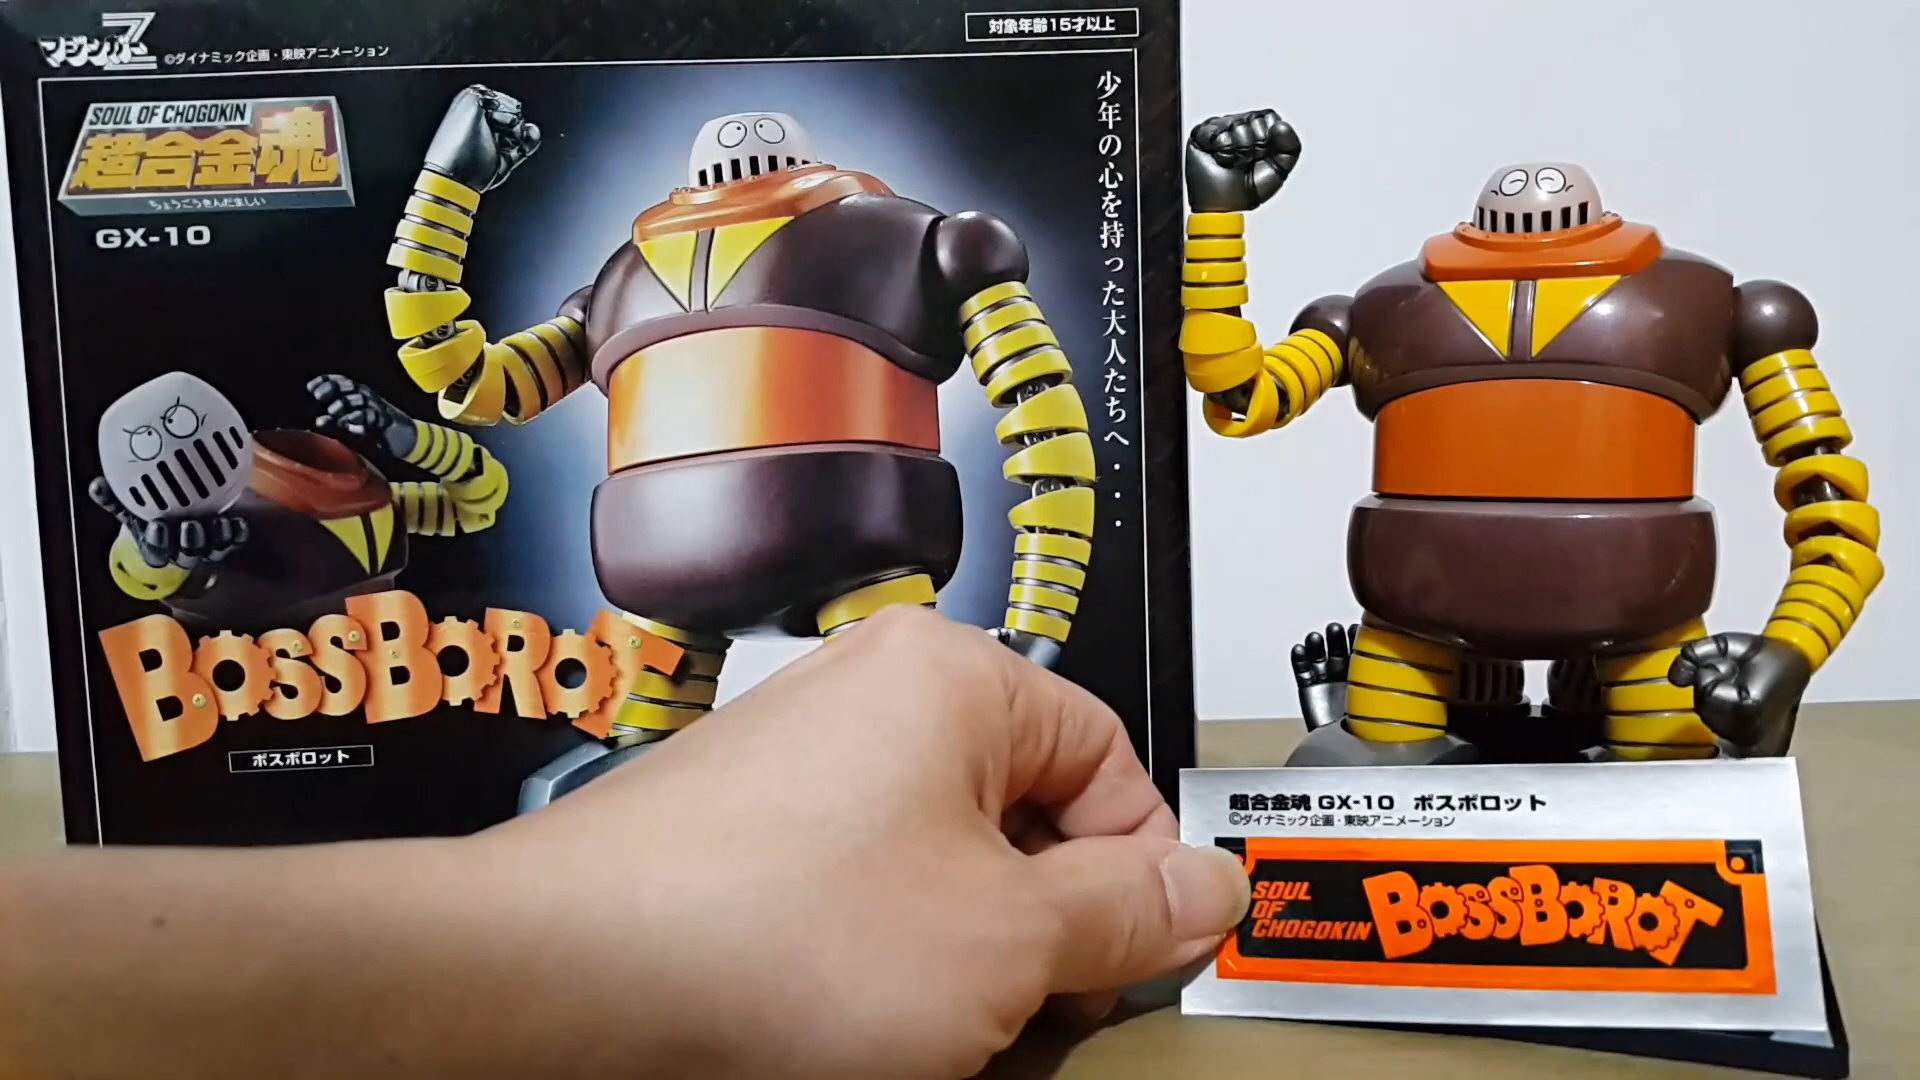 マジンガーZ
©ダイナミック企画・東映アニメーション
対象年齢15才以上
SOUL OF CHOGOKIN
超合金魂
ちょうごうきんだましい
GX-10
少年の心を持った大人たちへ・・・
BOSSBOROT
ボスボロット
超合金魂 GX-10 ボスボロット
©ダイナミック企画・東映アニメーション
SOUL
OF
CHOGOKIN
BOSSBOROT